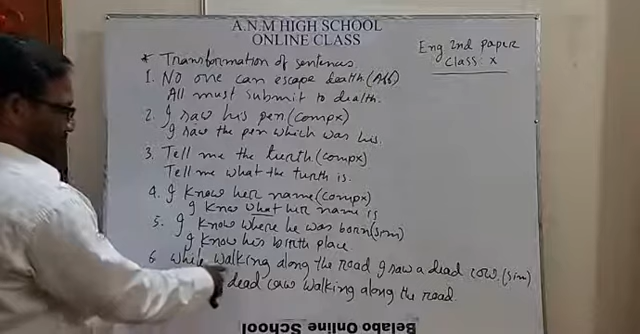 A.N.M HIGH SCHOOL
ONLINE CLASS
Eng 2nd paper
Class: X
* Transformation of sentences.
1. No one can escape death. (Aff)
All must submit to death.
2. I saw his pen (compx)
I saw the pen which was his.
3. Tell me the turth (compx)
Tell me what the turth is.
4. I know her name (compx)
I know what her name is
5. I know where he was born (sim)
I know his birth place.
6. While walking along the road I saw a dead cow. (sim)
dead cow walking along the road.
Belabo Online School